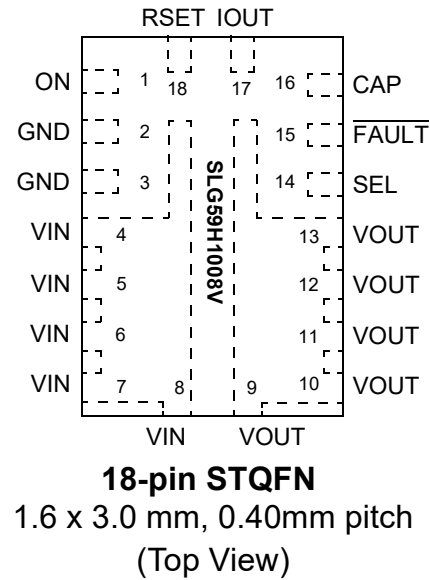 RSET IOUT
ON 1 18 17 16 CAP
GND 2 15 FAULT
GND 3 14 SEL
SLG59H1008V
VIN 4 13 VOUT
VIN 5 12 VOUT
VIN 6 11 VOUT
VIN 7 8 9 10 VOUT
VIN VOUT
18-pin STQFN
1.6 x 3.0 mm, 0.40mm pitch
(Top View)